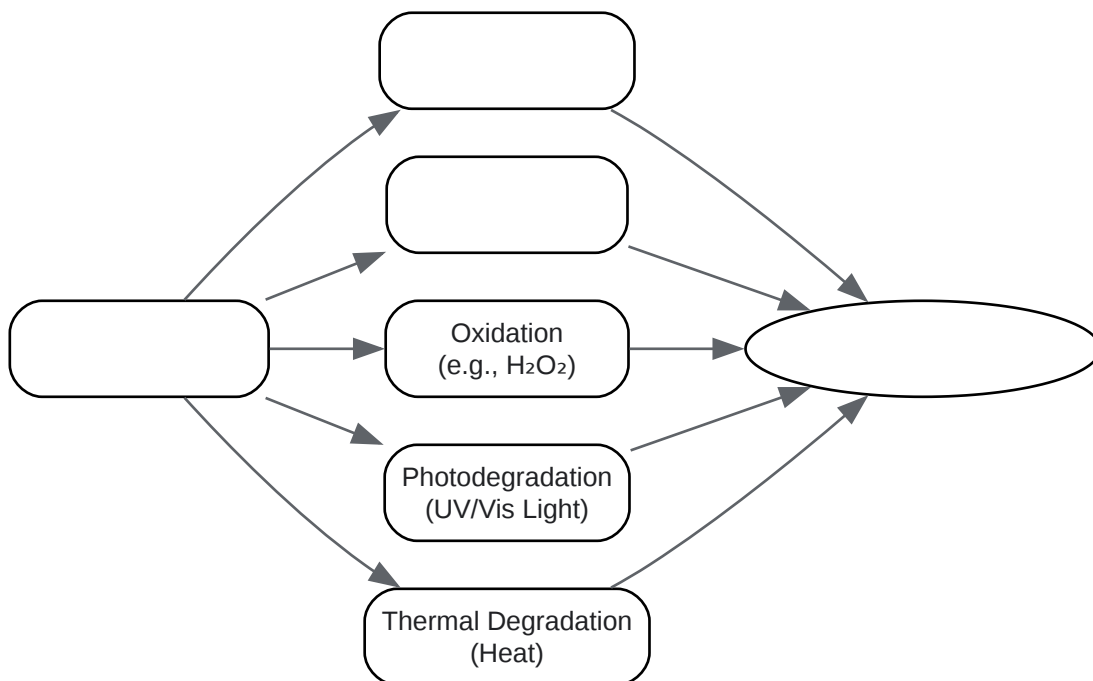 Oxidation
(e.g., H₂O₂)
Photodegradation
(UV/Vis Light)
Thermal Degradation
(Heat)